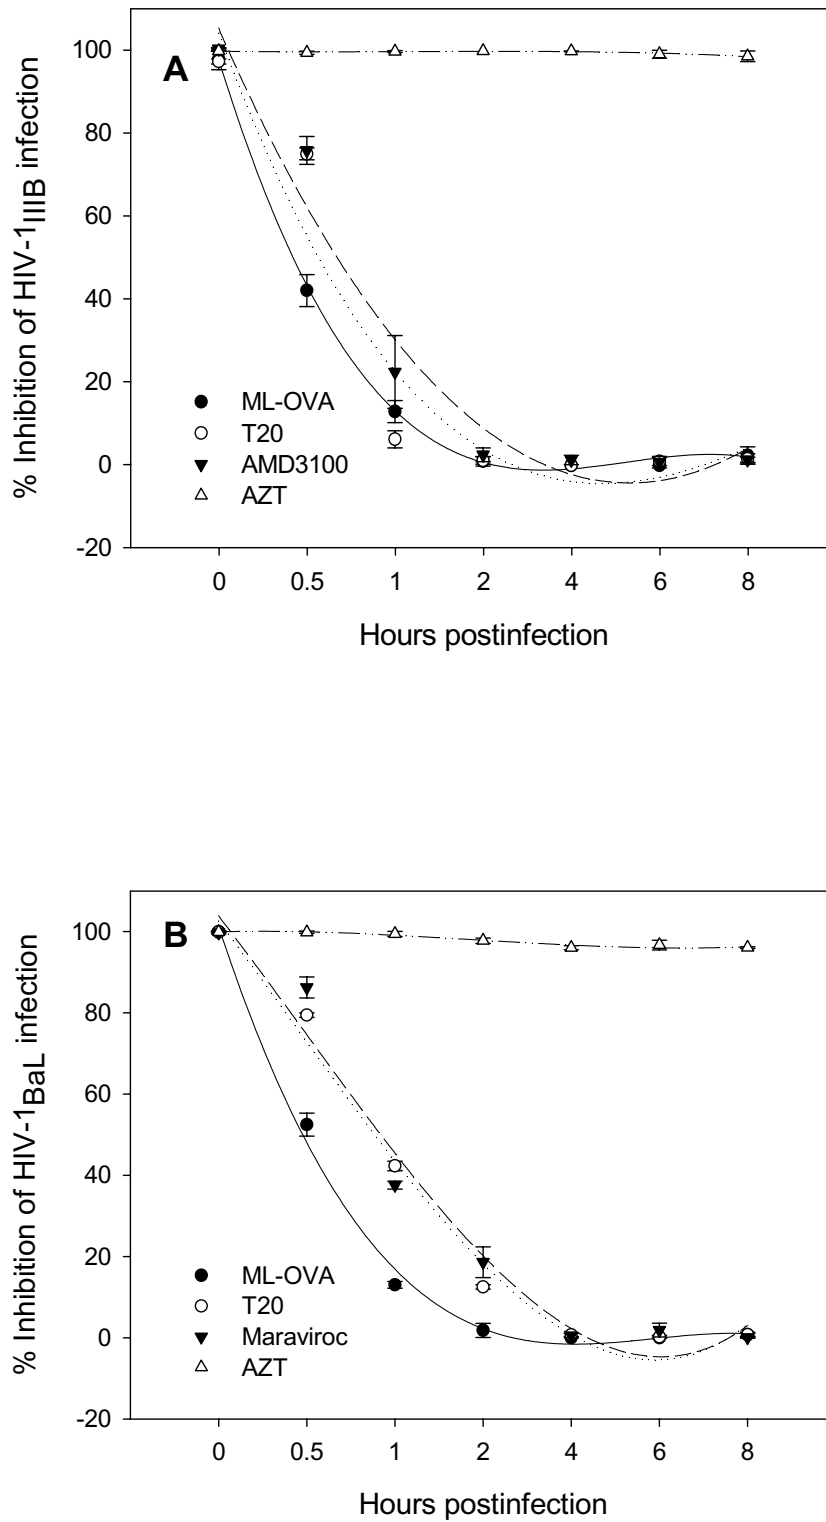 A
% Inhibition of HIV-1IIIB infection
100
80
60
40
20
0
-20
ML-OVA
T20
AMD3100
AZT
0 0.5 1 2 4 6 8
Hours postinfection
B
% Inhibition of HIV-1BaL infection
100
80
60
40
20
0
-20
ML-OVA
T20
Maraviroc
AZT
0 0.5 1 2 4 6 8
Hours postinfection